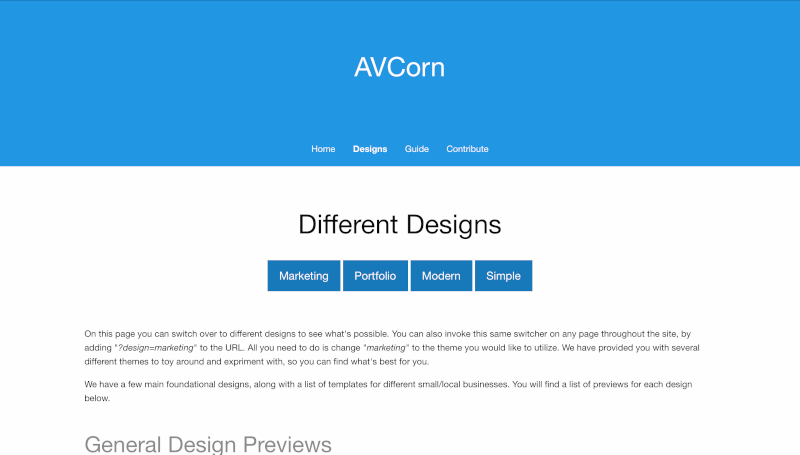 AVCorn
Home Designs Guide Contribute
Different Designs
Marketing Portfolio Modern Simple
On this page you can switch over to different designs to see what's possible. You can also invoke this same switcher on any page throughout the site, by
adding "?design=marketing" to the URL. All you need to do is change "marketing" to the theme you would like to utilize. We have provided you with several
different themes to toy around and expriment with, so you can find what's best for you.
We have a few main foundational designs, along with a list of templates for different small/local businesses. You will find a list of previews for each design
below.
General Design Previews